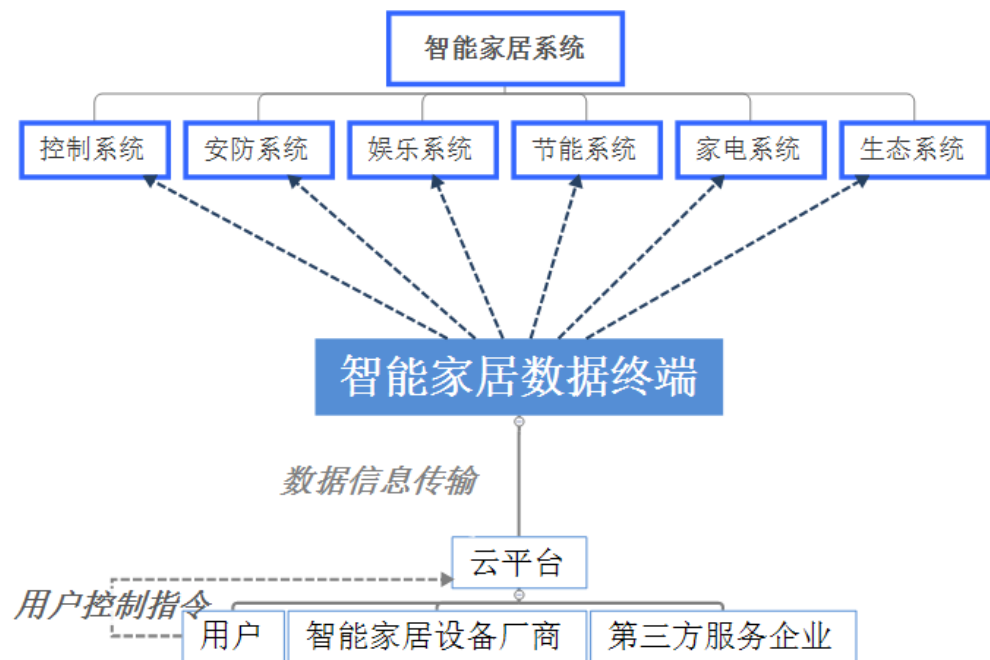 智能家居系统
控制系统
安防系统
娱乐系统
节能系统
家电系统
生态系统
智能家居数据终端
数据信息传输
云平台
用户控制指令
用户
智能家居设备厂商
第三方服务企业